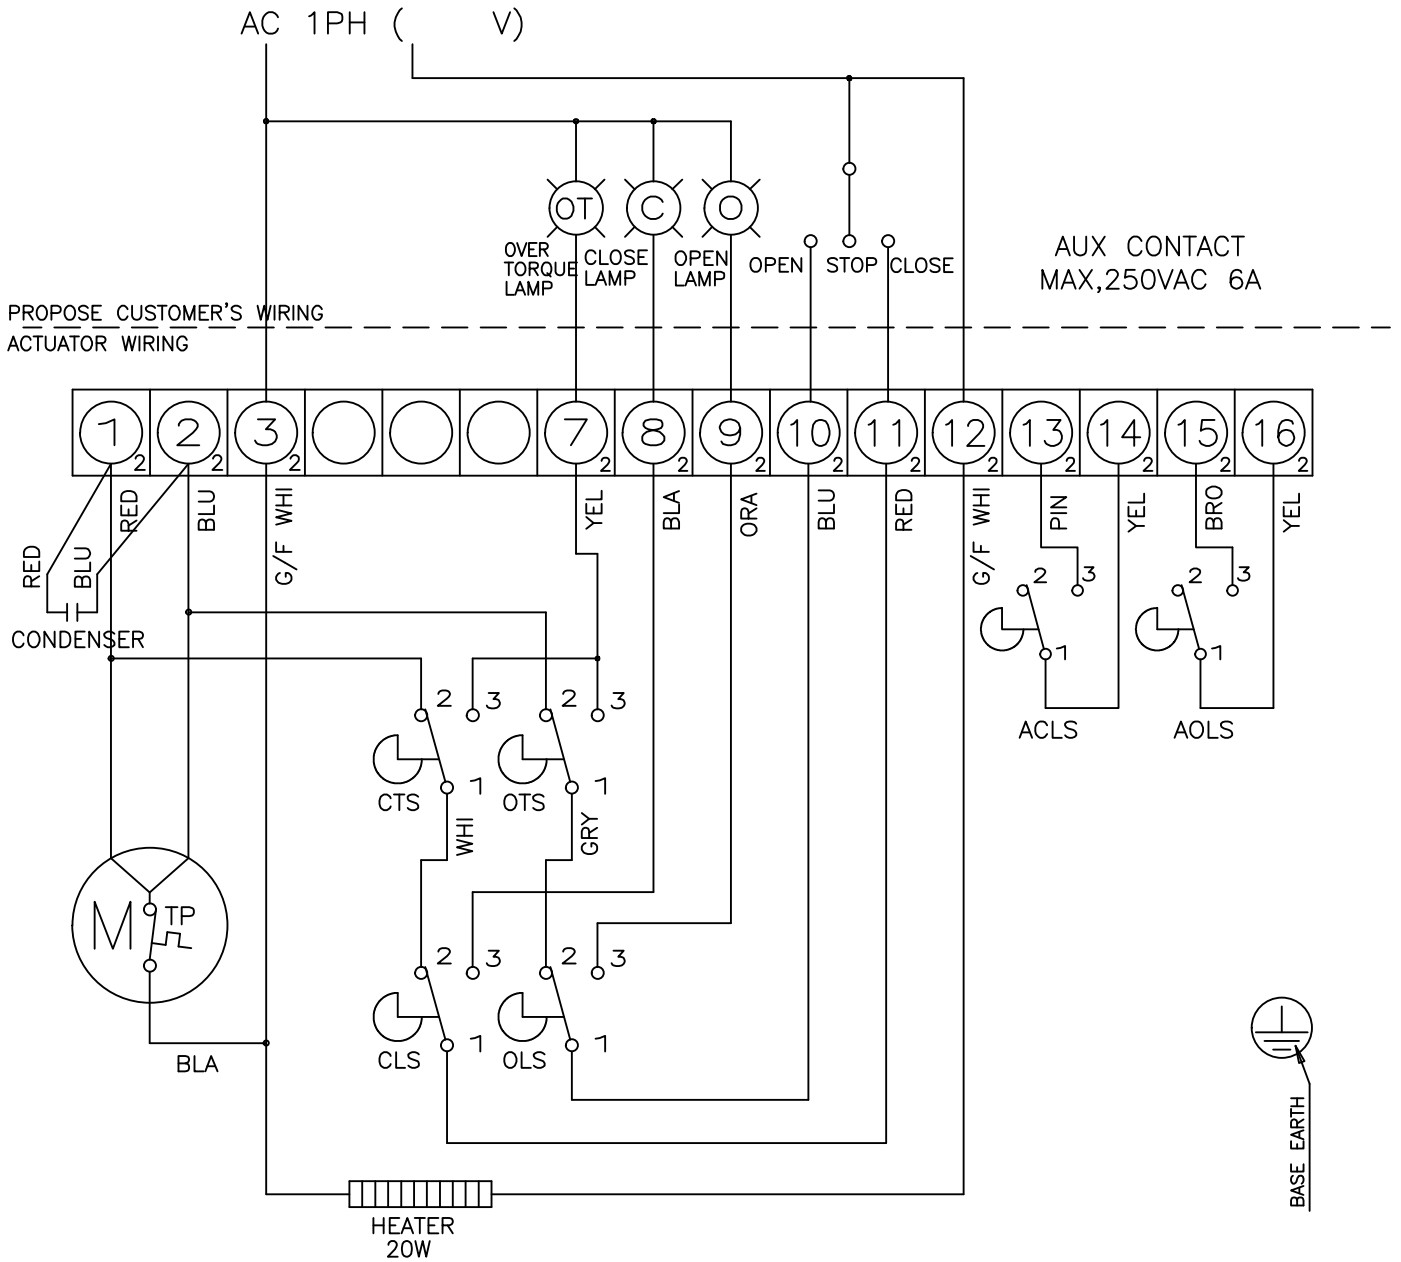 AC 1PH (      V)
OT C O
OVER TORQUE LAMP
CLOSE LAMP
OPEN LAMP
OPEN STOP CLOSE
AUX CONTACT
MAX,250VAC 6A
PROPOSE CUSTOMER'S WIRING
ACTUATOR WIRING
1 2 3 7 8 9 10 11 12 13 14 15 16
2 2 2 2 2 2 2 2 2 2 2 2 2
RED BLU G/F WHI YEL BLA ORA BLU RED G/F WHI PIN YEL BRO YEL
RED BLU
CONDENSER
2 3 2 3
1 1
ACLS AOLS
2 3 2 3
1 1
CTS OTS
WHI GRY
M TP
2 3 2 3
1 1
CLS OLS
BLA
BASE EARTH
HEATER
20W